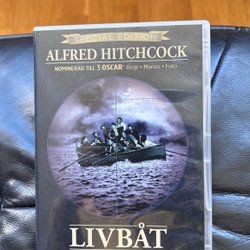 SPECIAL EDITION
ALFRED HITCHCOCK
NOMINERAD TILL 3 OSCAR® Regi • Manus • Foto
LIVBÅT